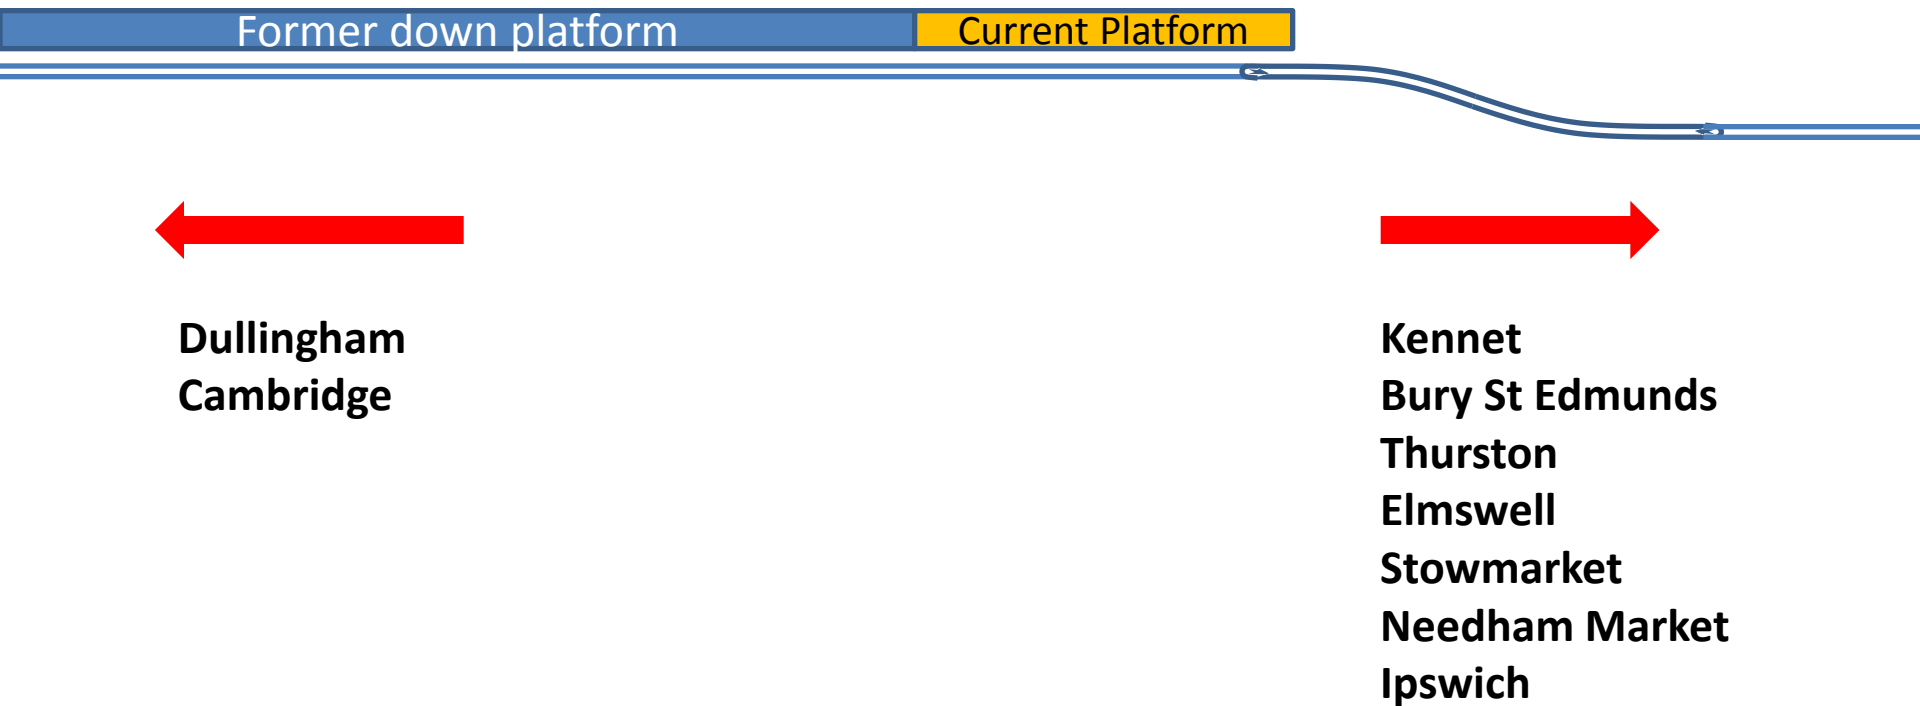 Former down platform
Current Platform
Dullingham
Cambridge
Kennet
Bury St Edmunds
Thurston
Elmswell
Stowmarket
Needham Market
Ipswich